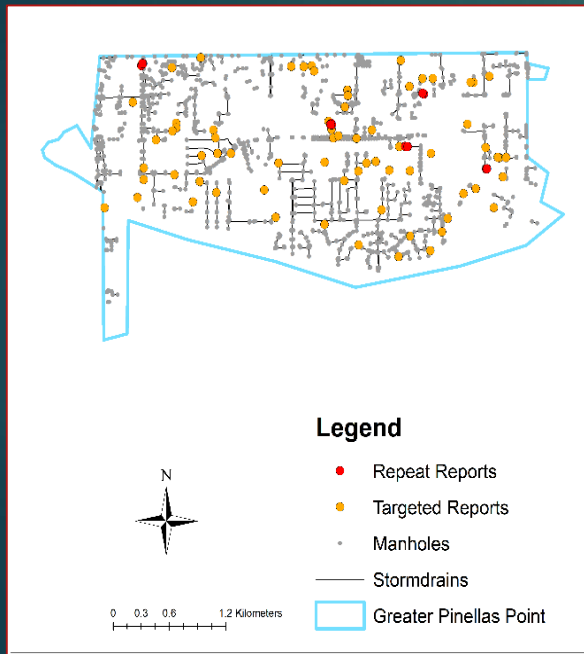 Legend
Repeat Reports
Targeted Reports
Manholes
Stormdrains
Greater Pinellas Point
N
0 0.3 0.6 1.2 Kilometers